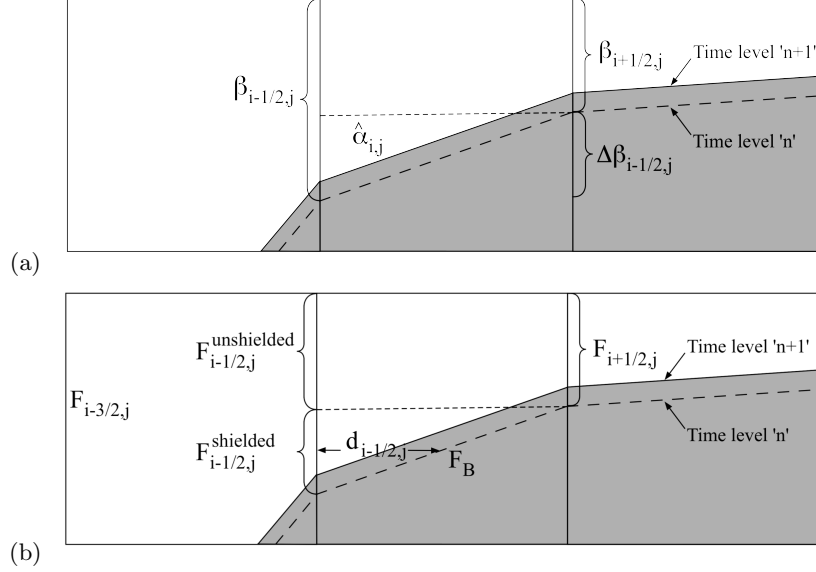 β_{i+1/2,j}
Time level 'n+1'
β_{i-1/2,j}
α̂_{i,j}
Time level 'n'
Δβ_{i-1/2,j}
(a)
F^{unshielded}_{i-1/2,j}
F_{i+1/2,j}
Time level 'n+1'
F_{i-3/2,j}
F^{shielded}_{i-1/2,j}
d_{i-1/2,j}
F_B
Time level 'n'
(b)